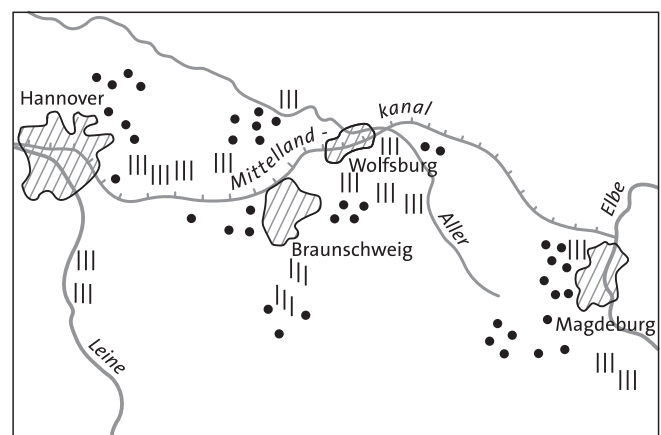 Hannover
Mittelland-
kanal
Wolfsburg
Elbe
Aller
Braunschweig
Magdeburg
Leine